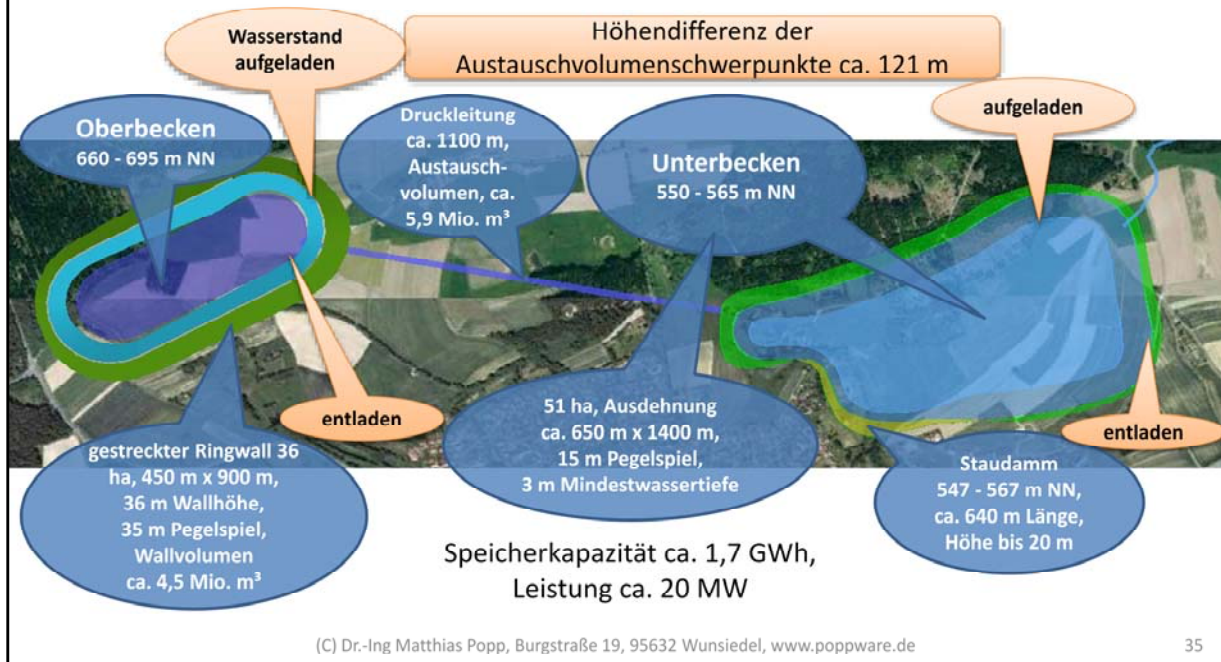 Wasserstand
aufgeladen
Höhendifferenz der
Austauschvolumenschwerpunkte ca. 121 m
aufgeladen
Oberbecken
660 - 695 m NN
Druckleitung
ca. 1100 m,
Austausch-
volumen, ca.
5,9 Mio. m³
Unterbecken
550 - 565 m NN
entladen
entladen
gestreckter Ringwall 36
ha, 450 m x 900 m,
36 m Wallhöhe,
35 m Pegelspiel,
Wallvolumen
ca. 4,5 Mio. m³
51 ha, Ausdehnung
ca. 650 m x 1400 m,
15 m Pegelspiel,
3 m Mindestwassertiefe
Staudamm
547 - 567 m NN,
ca. 640 m Länge,
Höhe bis 20 m
Speicherkapazität ca. 1,7 GWh,
Leistung ca. 20 MW
(C) Dr.-Ing Matthias Popp, Burgstraße 19, 95632 Wunsiedel, www.poppware.de
35